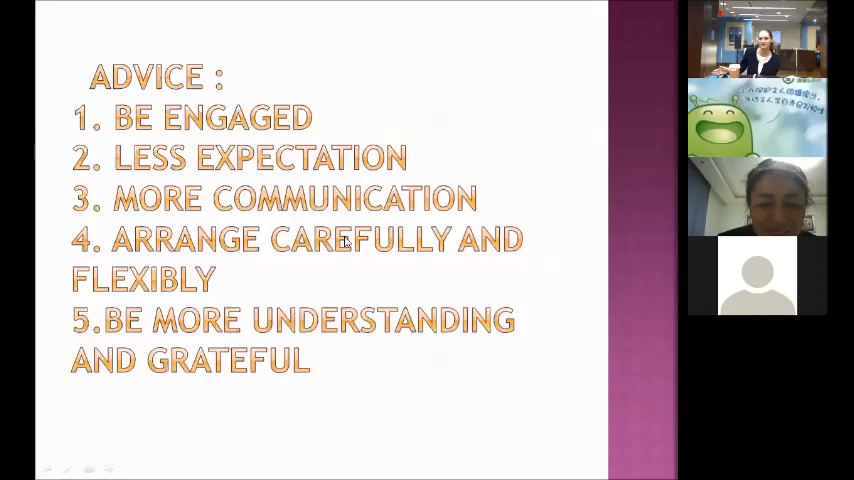 ADVICE :
1. BE ENGAGED
2. LESS EXPECTATION
3. MORE COMMUNICATION
4. ARRANGE CAREFULLY AND
FLEXIBLY
5.BE MORE UNDERSTANDING
AND GRATEFUL